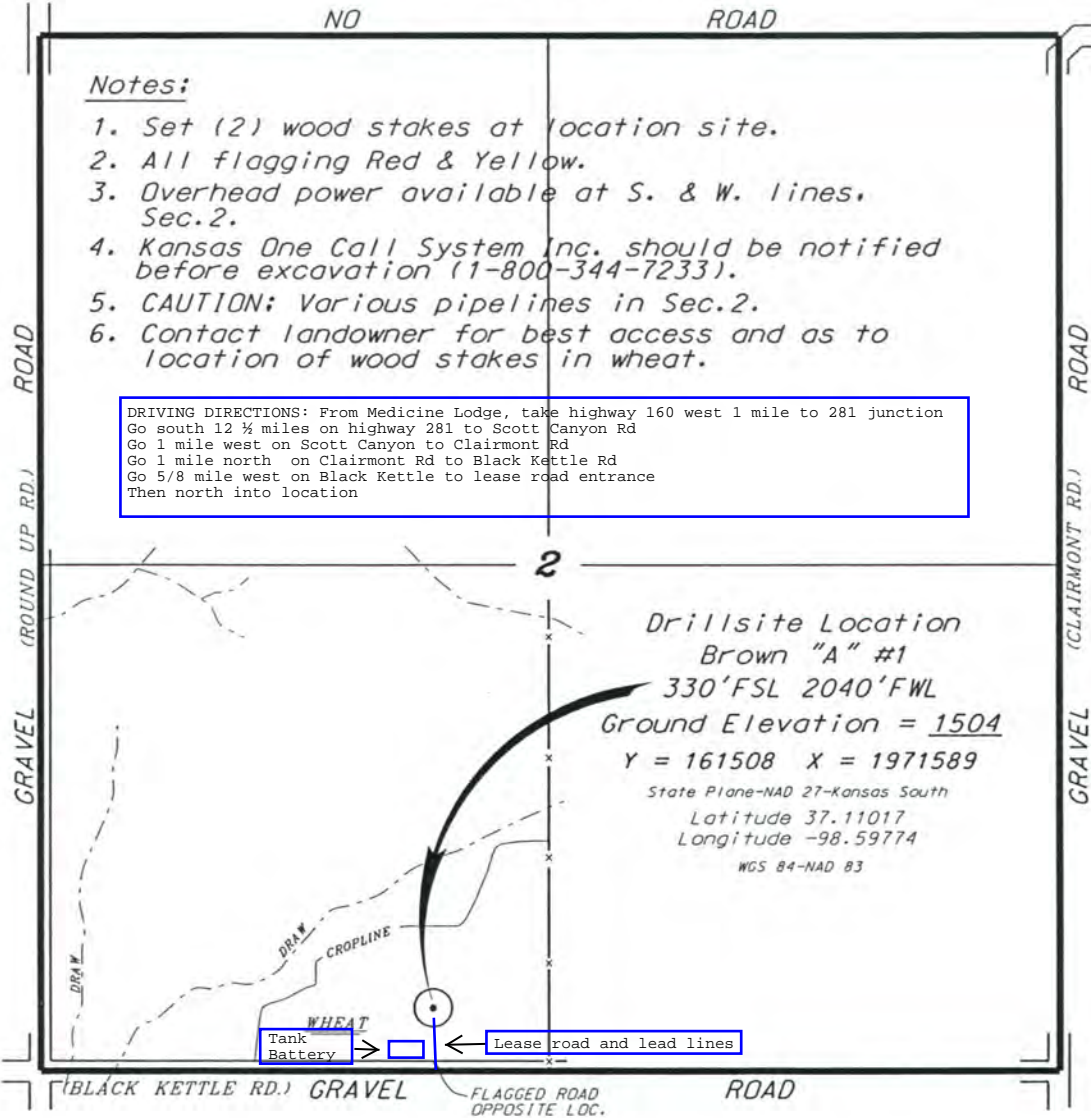 NO ROAD
Notes:
1. Set (2) wood stakes at location site.
2. All flagging Red & Yellow.
3. Overhead power available at S. & W. lines,
Sec.2.
4. Kansas One Call System Inc. should be notified
before excavation (1-800-344-7233).
5. CAUTION: Various pipelines in Sec.2.
6. Contact landowner for best access and as to
location of wood stakes in wheat.
DRIVING DIRECTIONS: From Medicine Lodge, take highway 160 west 1 mile to 281 junction
Go south 12 ½ miles on highway 281 to Scott Canyon Rd
Go 1 mile west on Scott Canyon to Clairmont Rd
Go 1 mile north on Clairmont Rd to Black Kettle Rd
Go 5/8 mile west on Black Kettle to lease road entrance
Then north into location
GRAVEL (ROUND UP RD.) ROAD
GRAVEL (CLAIRMONT RD.) ROAD
2
Drillsite Location
Brown "A" #1
330'FSL 2040'FWL
Ground Elevation = 1504
Y = 161508 X = 1971589
State Plane-NAD 27-Kansas South
Latitude 37.11017
Longitude -98.59774
WGS 84-NAD 83
DRAW
DRAW
CROPLINE
WHEAT
Tank
Battery
Lease road and lead lines
(BLACK KETTLE RD.) GRAVEL ROAD
FLAGGED ROAD
OPPOSITE LOC.